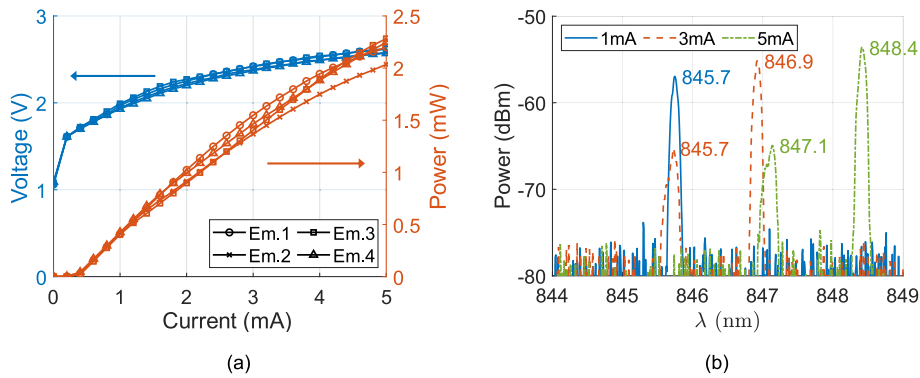 3
2
1
0
Voltage (V)
2.5
2
1.5
1
0.5
0
Power (mW)
Em.1
Em.2
Em.3
Em.4
0 1 2 3 4 5
Current (mA)
(a)
-50
-60
-70
-80
Power (dBm)
1mA 3mA 5mA
848.4
846.9
845.7
845.7
847.1
844 845 846 847 848 849
λ (nm)
(b)